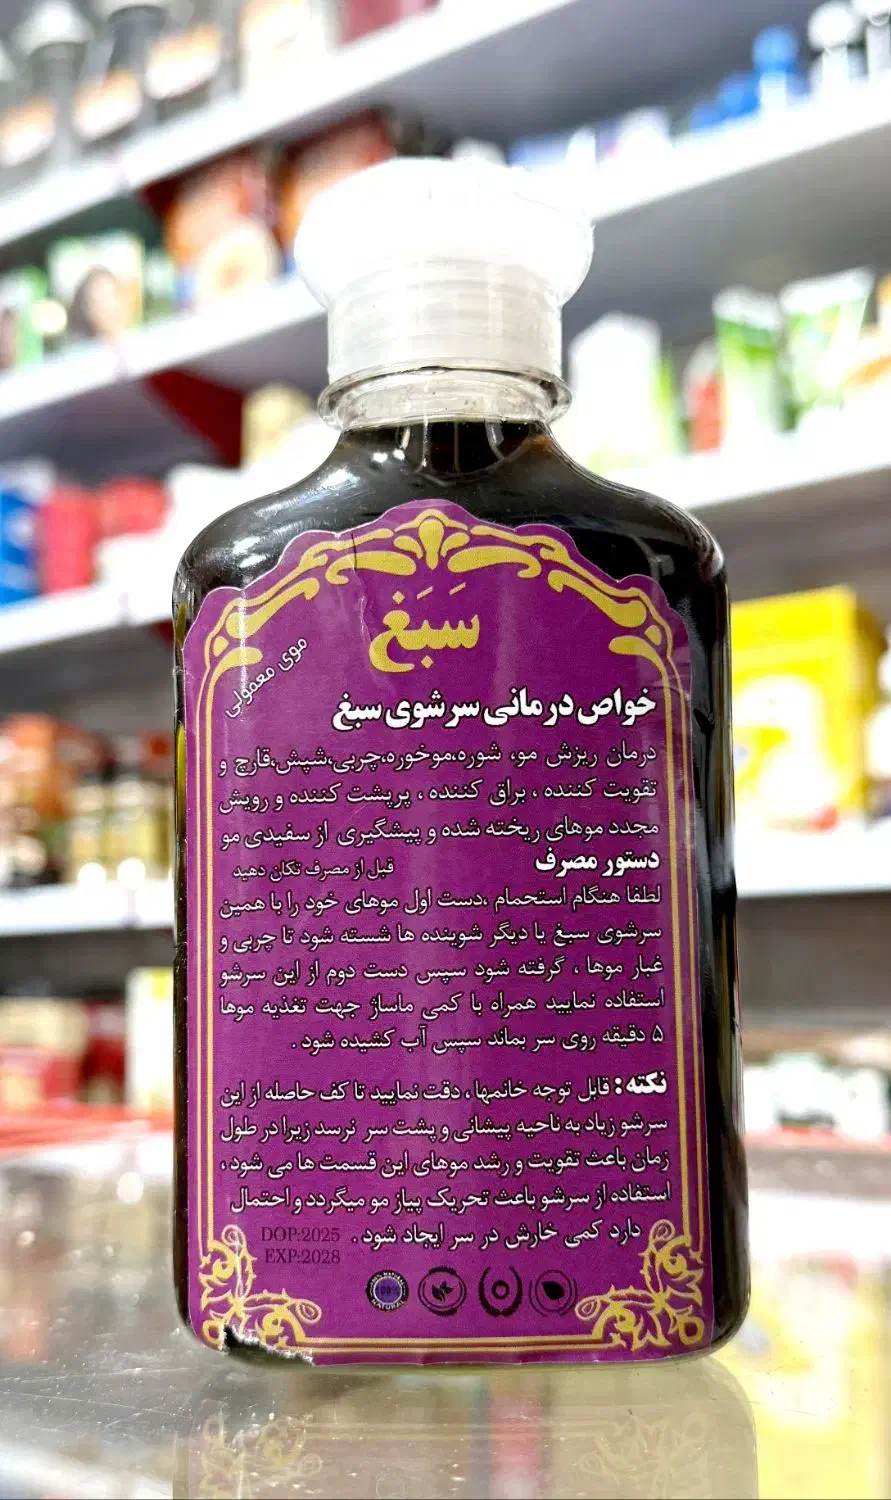 سَبَغ
موی معمولی
خواص درمانی سرشوی سبغ
درمان ریزش مو، شوره،موخوره،چربی،شپش،قارچ و
تقویت کننده ، براق کننده ، پرپشت کننده و رویش
مجدد موهای ریخته شده و پیشگیری از سفیدی مو
دستور مصرف
قبل از مصرف تکان دهید
لطفا هنگام استحمام ،دست اول موهای خود را با همین
سرشوی سبغ یا دیگر شوینده ها شسته شود تا چربی و
غبار موها ، گرفته شود سپس دست دوم از این سرشو
استفاده نمایید همراه با کمی ماساژ جهت تغذیه موها
۵ دقیقه روی سر بماند سپس آب کشیده شود .
نکته : قابل توجه خانمها ، دقت نمایید تا کف حاصله از این
سرشو زیاد به ناحیه پیشانی و پشت سر نرسد زیرا در طول
زمان باعث تقویت و رشد موهای این قسمت ها می شود ،
استفاده از سرشو باعث تحریک پیاز مو میگردد و احتمال
دارد کمی خارش در سر ایجاد شود .
DOP:2025
EXP:2028
100% NATURAL
100%
NATURAL